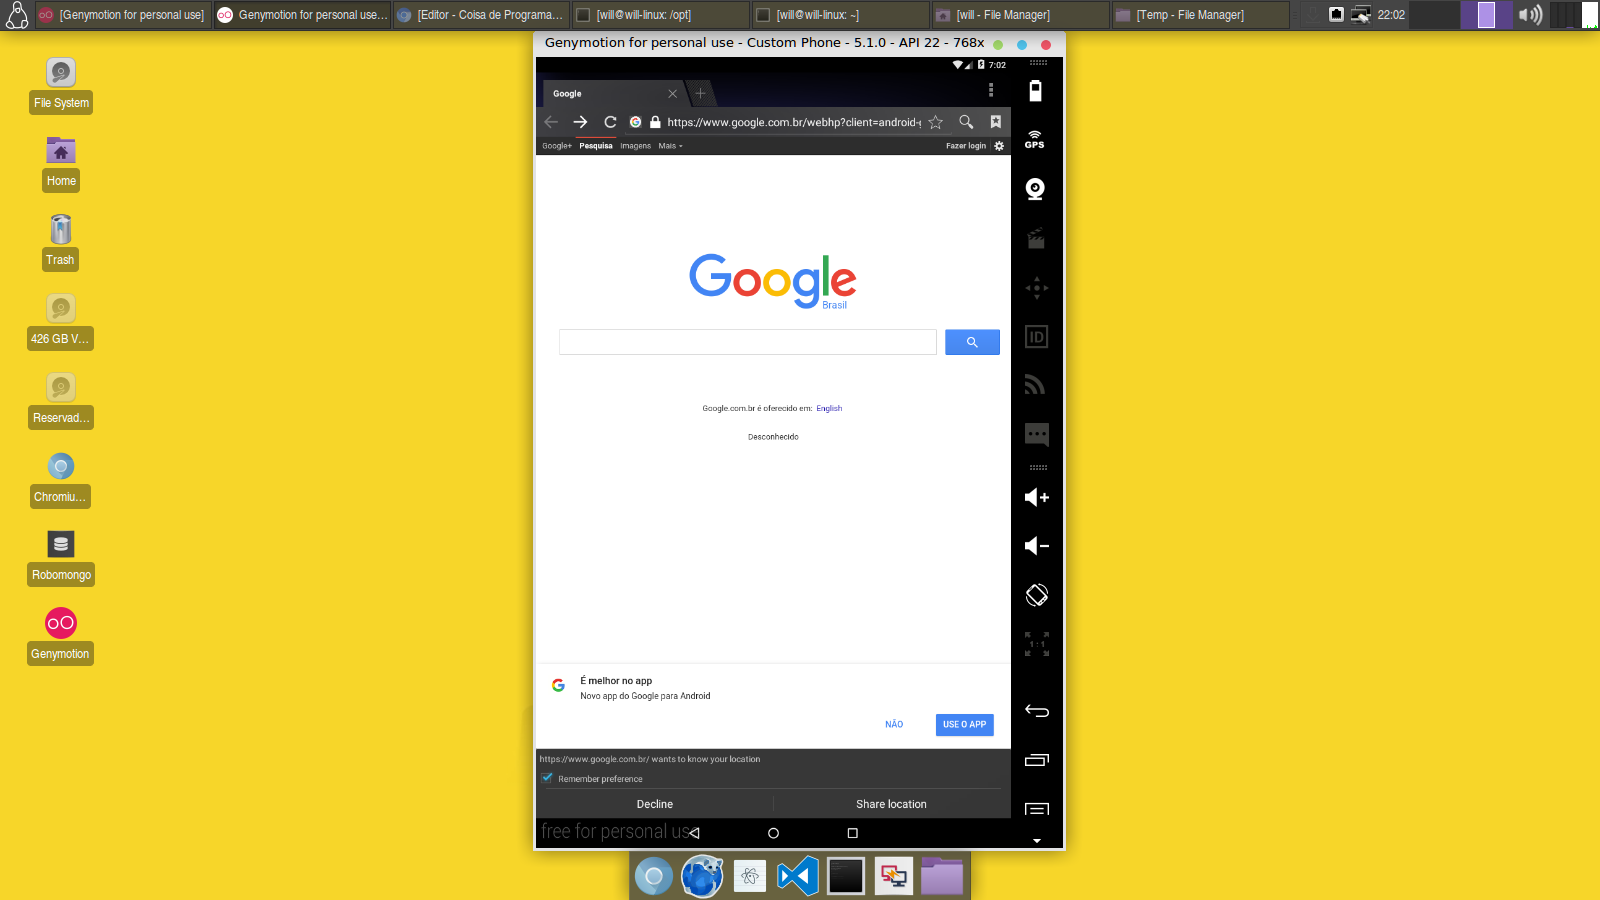 [Genymotion for personal use]
Genymotion for personal use...
[Editor - Coisa de Programa...
[will@will-linux: /opt]
[will@will-linux: ~]
[will - File Manager]
[Temp - File Manager]
22:02
File System
Home
Trash
426 GB V...
Reservad...
Chromiu...
Robomongo
Genymotion
Genymotion for personal use - Custom Phone - 5.1.0 - API 22 - 768x
7:02
Google
https://www.google.com.br/webhp?client=android-g
Google+ Pesquisa Imagens Mais
Fazer login
Google
Brasil
Google.com.br é oferecido em: English
Desconhecido
É melhor no app
Novo app do Google para Android
NÃO
USE O APP
https://www.google.com.br/ wants to know your location
Remember preference
Decline
Share location
free for personal use
GPS
ID
1:1